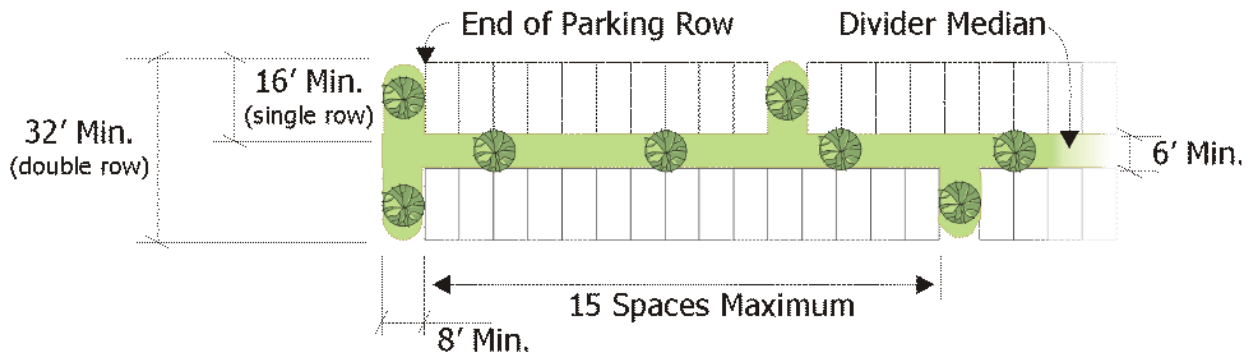 End of Parking Row
Divider Median
16′ Min.
(single row)
32′ Min.
(double row)
6′ Min.
15 Spaces Maximum
8′ Min.